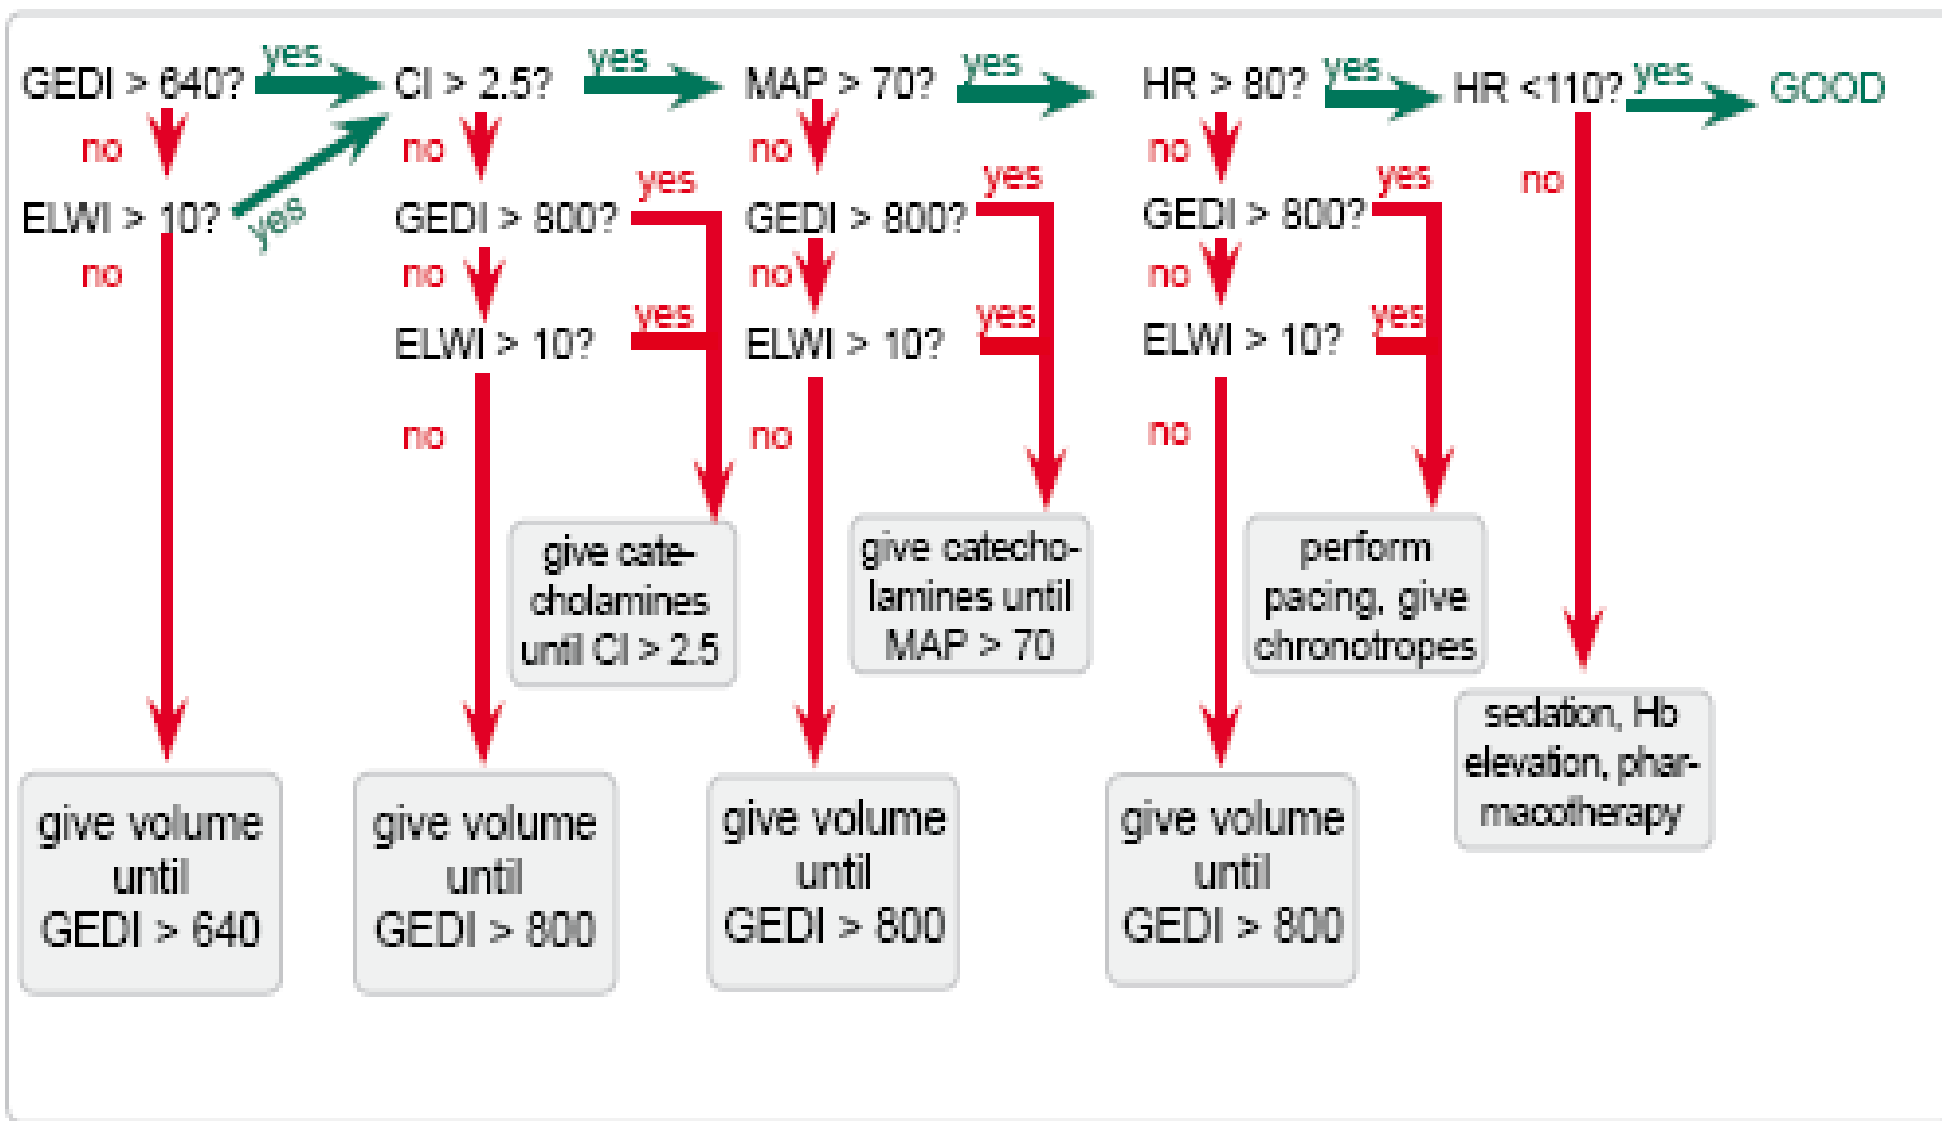 GEDI > 640? yes CI > 2.5? yes MAP > 70? yes HR > 80? yes HR <110? yes GOOD
no no no no no
ELWI > 10? yes GEDI > 800? yes GEDI > 800? yes GEDI > 800? yes
no no no no
ELWI > 10? yes ELWI > 10? yes ELWI > 10? yes
no no no
give cate-
cholamines
until CI > 2.5
give catecho-
lamines until
MAP > 70
perform
pacing, give
chronotropes
sedation, Hb
elevation, phar-
macotherapy
give volume
until
GEDI > 640
give volume
until
GEDI > 800
give volume
until
GEDI > 800
give volume
until
GEDI > 800